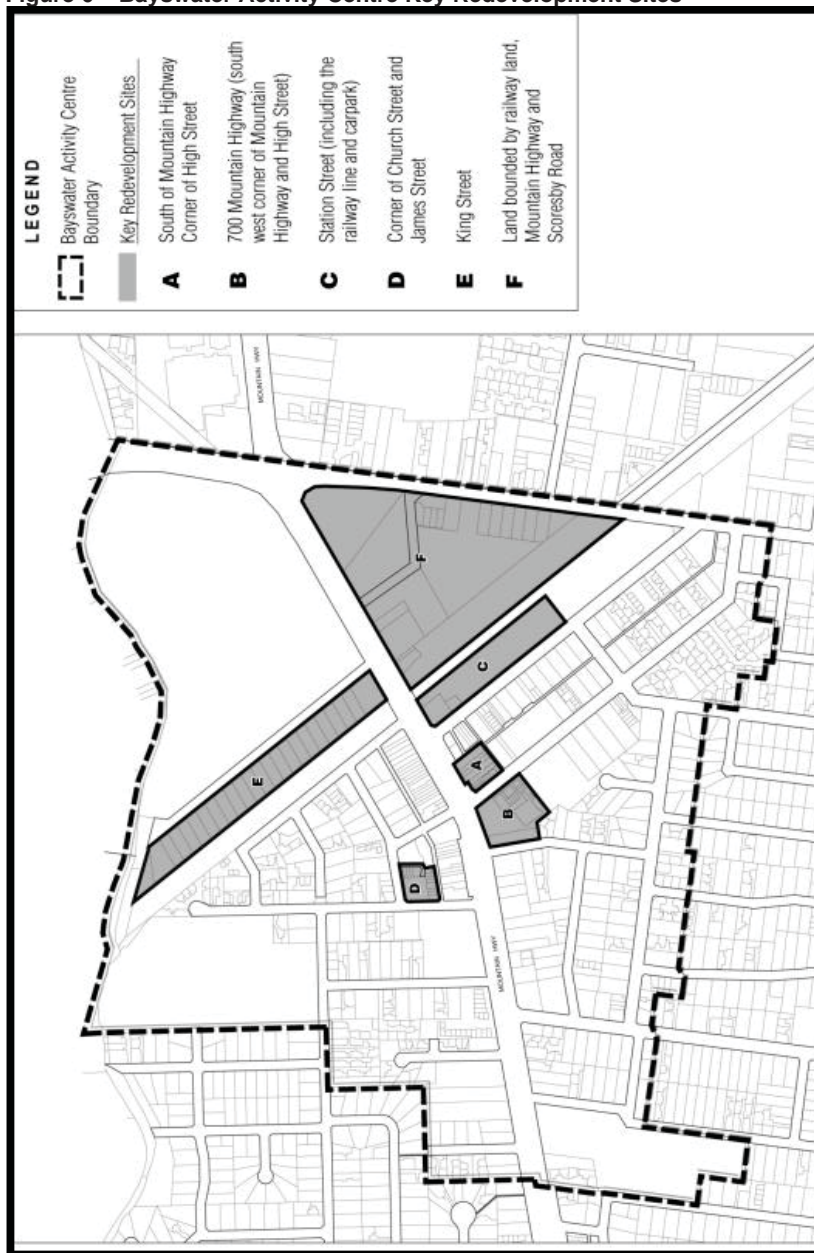 Figure – Bayswater Activity Centre Key Redevelopment Sites
LEGEND
Bayswater Activity Centre
Boundary
Key Redevelopment Sites
A South of Mountain Highway
Corner of High Street
B 700 Mountain Highway (south
west corner of Mountain
Highway and High Street)
C Station Street (including the
railway line and carpark)
D Corner of Church Street and
James Street
E King Street
F Land bounded by railway land,
Mountain Highway and
Scoresby Road
MOUNTAIN HWY
F
C
E
A
B
D
MOUNTAIN HWY